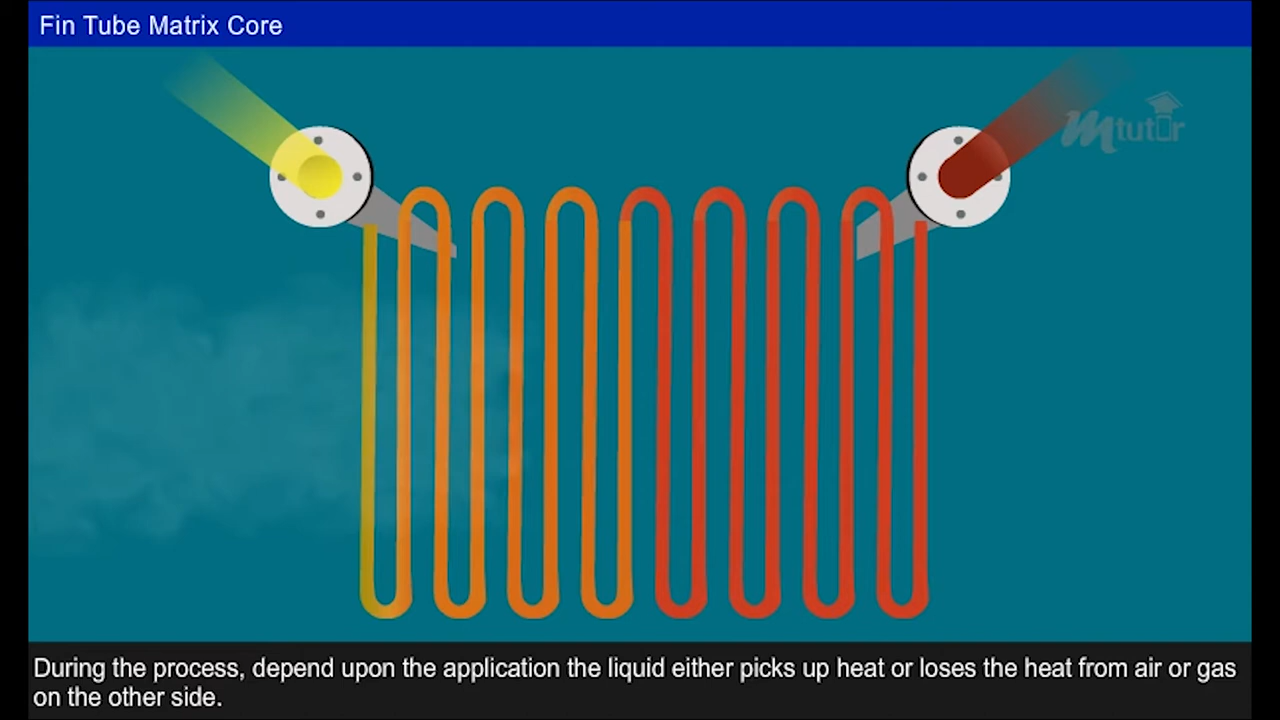 Fin Tube Matrix Core
Mtutor
During the process, depend upon the application the liquid either picks up heat or loses the heat from air or gas
on the other side.